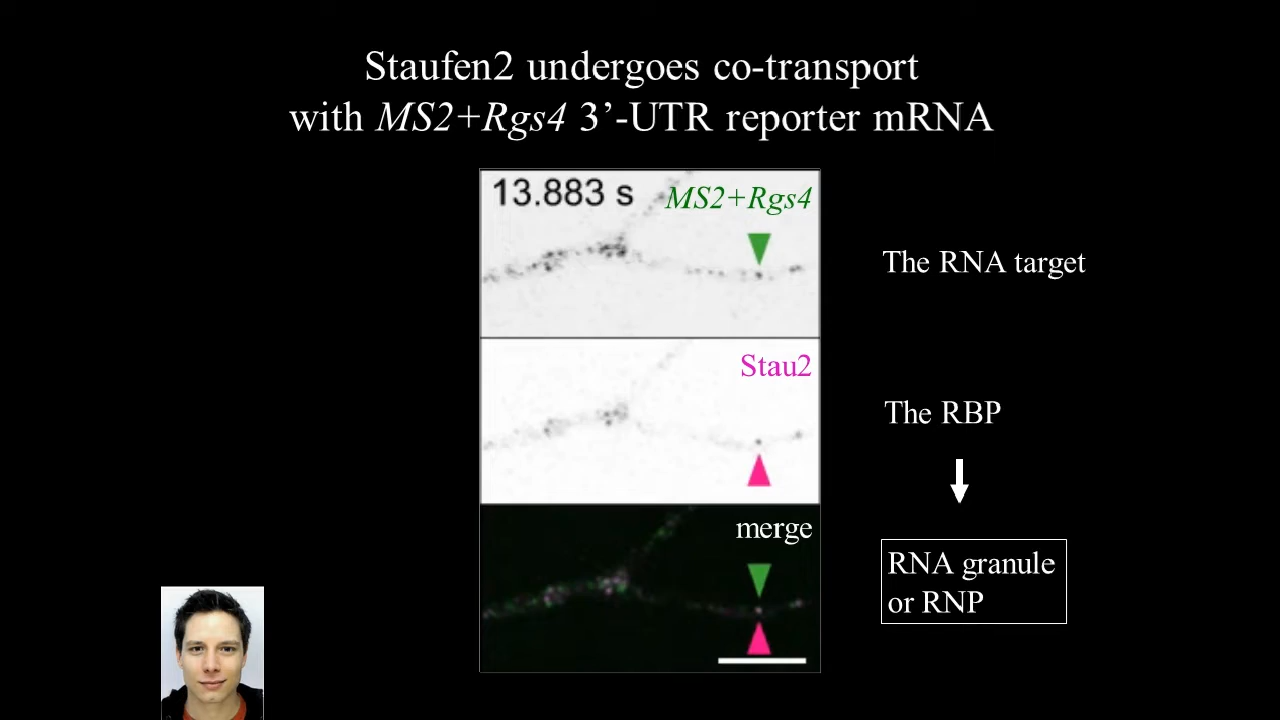 Staufen2 undergoes co-transport
with MS2+Rgs4 3’-UTR reporter mRNA
13.883 s
MS2+Rgs4
The RNA target
Stau2
The RBP
merge
RNA granule
or RNP